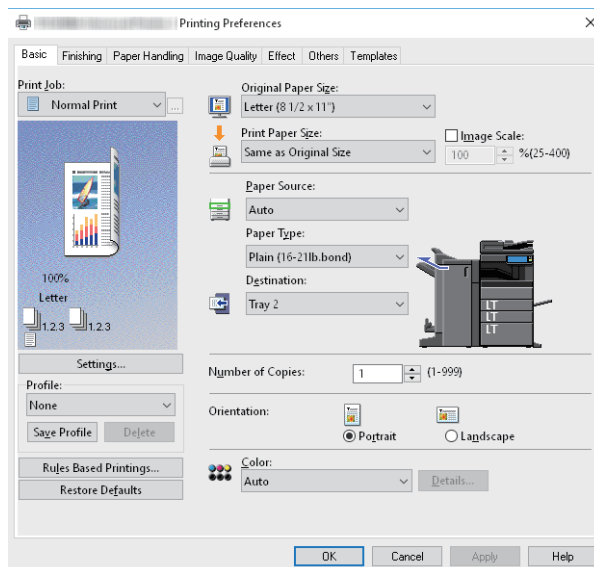 Printing Preferences
Basic Finishing Paper Handling Image Quality Effect Others Templates
Print Job:
Normal Print
...
100%
Letter
1.2.3 1.2.3
Settings...
Profile:
None
Save Profile Delete
Rules Based Printings...
Restore Defaults
Original Paper Size:
Letter (8 1/2 x 11")
Print Paper Size:
Same as Original Size
Image Scale:
100 %(25-400)
Paper Source:
Auto
Paper Type:
Plain (16-21lb.bond)
Destination:
Tray 2
LT
LT
LT
Number of Copies: 1 (1-999)
Orientation:
Portrait Landscape
Color:
Auto Details...
OK Cancel Apply Help